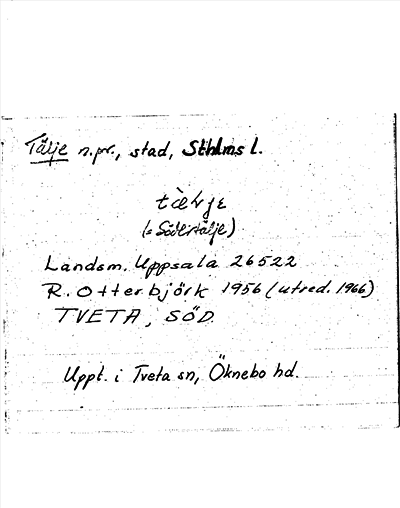 Tälje n.pr., stad, Sthlms l.
tæ̀lje
(= Södertälje)
Landsm. Uppsala 26522
R. Otterbjörk 1956 (utred. 1966)
TVETA, SÖD.
Uppt. i Tveta sn, Öknebo hd.